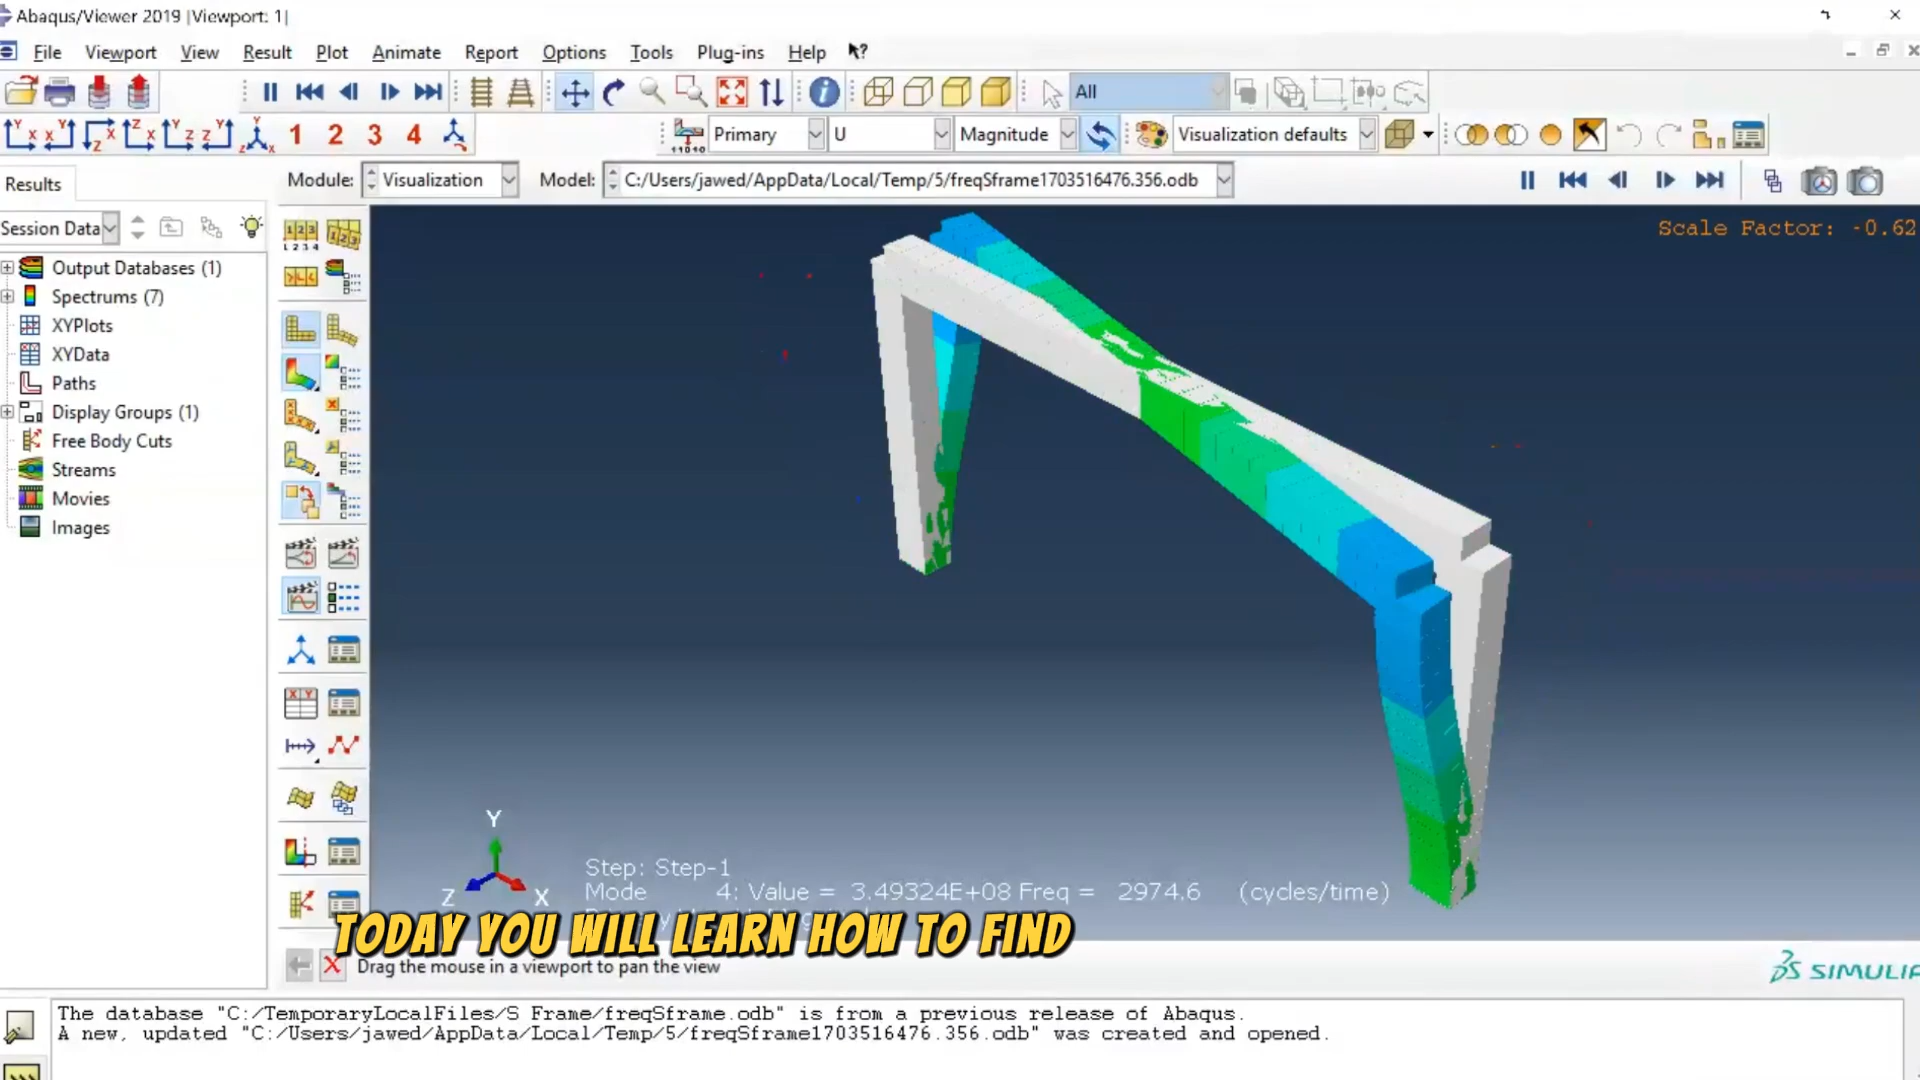 Abaqus/Viewer 2019 [Viewport: 1]
File Viewport View Result Plot Animate Report Options Tools Plug-ins Help
All
1 2 3 4 Primary U Magnitude Visualization defaults
Results Module: Visualization Model: C:/Users/jawed/AppData/Local/Temp/5/freqSframe1703516476.356.odb
Session Data
Scale Factor: -0.62
Output Databases (1)
Spectrums (7)
XYPlots
XYData
Paths
Display Groups (1)
Free Body Cuts
Streams
Movies
Images
Y
Z X
Step: Step-1
Mode 4: Value = 3.49324E+08 Freq = 2974.6 (cycles/time)
TODAY YOU WILL LEARN HOW TO FIND
Drag the mouse in a viewport to pan the view
SIMULIA
The database "C:/TemporaryLocalFiles/S Frame/freqSframe.odb" is from a previous release of Abaqus.
A new, updated "C:/Users/jawed/AppData/Local/Temp/5/freqSframe1703516476.356.odb" was created and opened.